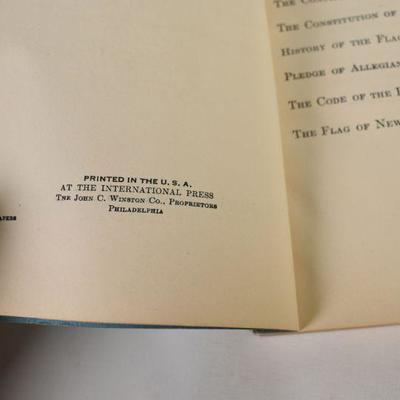 PRINTED IN THE U. S. A.
AT THE INTERNATIONAL PRESS
The John C. Winston Co., Proprietors
Philadelphia
The Constitution of
History of the Flag
Pledge of Allegian
The Code of the
The Flag of New